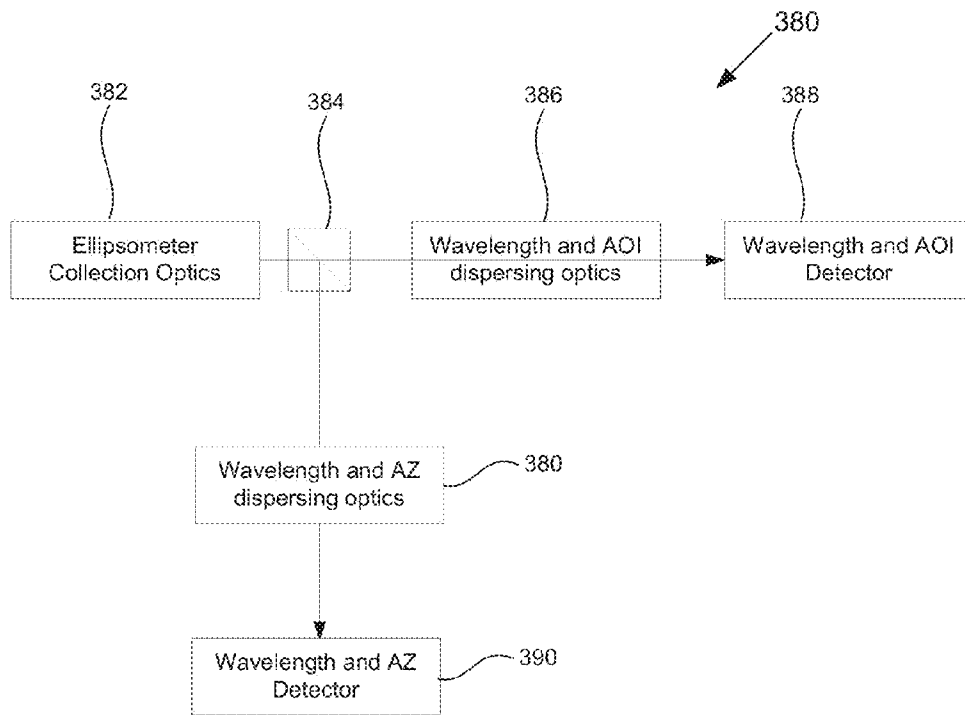 380
382
384
386
388
Ellipsometer
Collection Optics
Wavelength and AOI
dispersing optics
Wavelength and AOI
Detector
Wavelength and AZ
dispersing optics
380
Wavelength and AZ
Detector
390